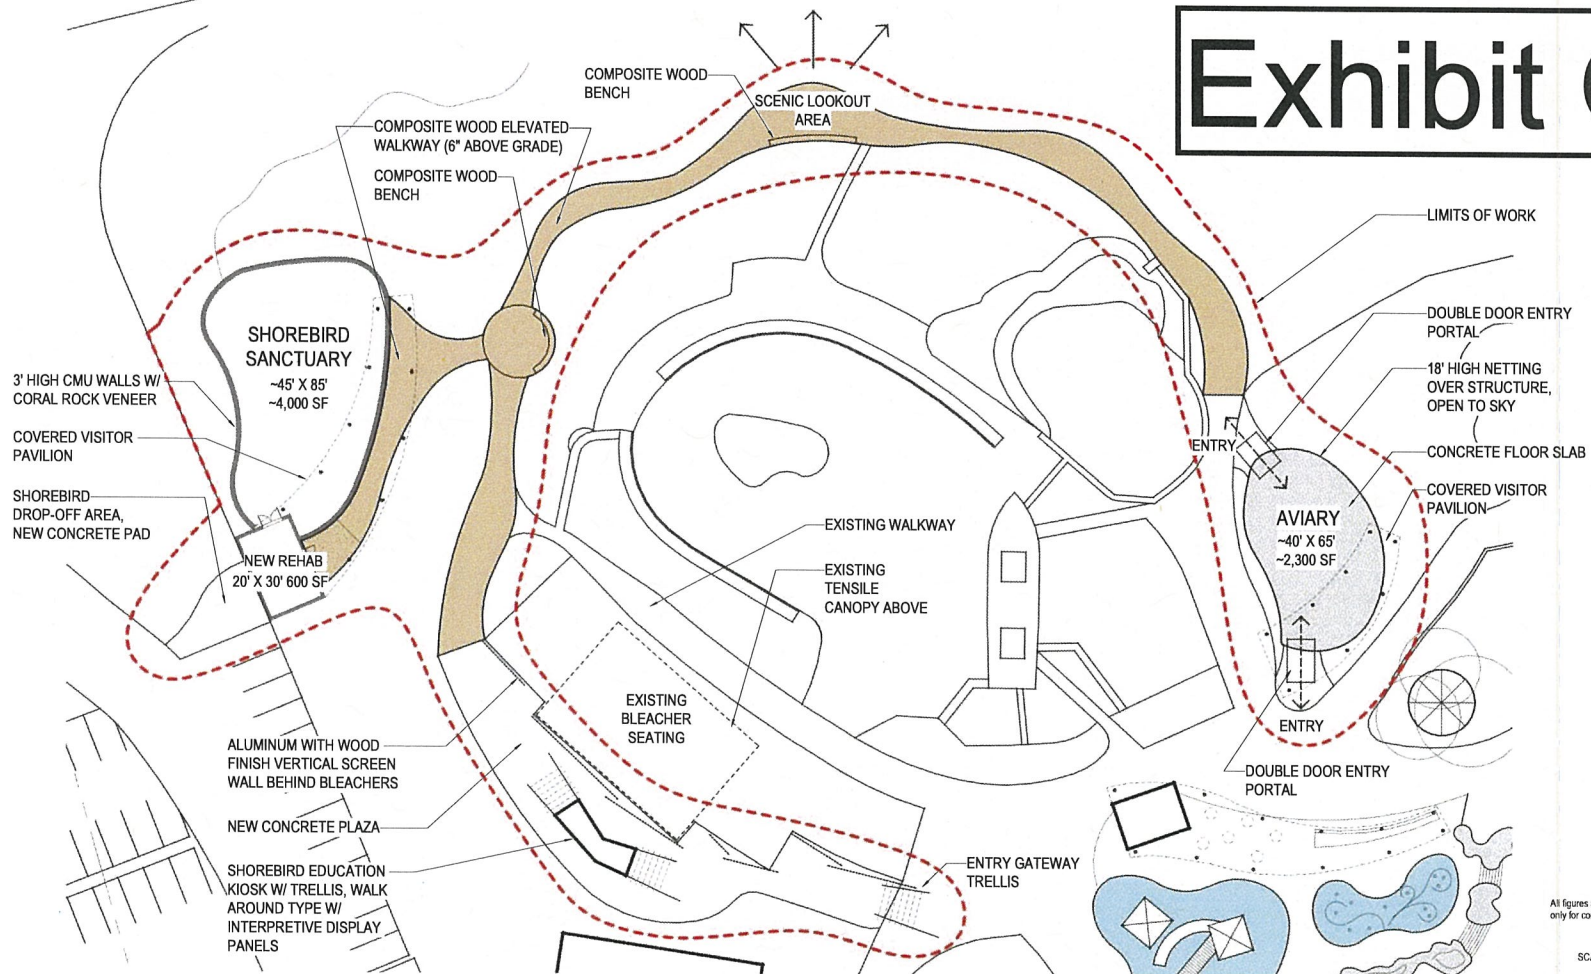 Exhibit
COMPOSITE WOOD
BENCH
SCENIC LOOKOUT
AREA
COMPOSITE WOOD ELEVATED
WALKWAY (6" ABOVE GRADE)
COMPOSITE WOOD
BENCH
LIMITS OF WORK
SHOREBIRD
SANCTUARY
~45' X 85'
~4,000 SF
DOUBLE DOOR ENTRY
PORTAL
3' HIGH CMU WALLS W/
CORAL ROCK VENEER
18' HIGH NETTING
OVER STRUCTURE,
OPEN TO SKY
COVERED VISITOR
PAVILION
ENTRY
CONCRETE FLOOR SLAB
SHOREBIRD
DROP-OFF AREA,
NEW CONCRETE PAD
COVERED VISITOR
PAVILION
AVIARY
~40' X 65'
~2,300 SF
EXISTING WALKWAY
NEW REHAB
20' X 30' 600 SF
EXISTING
TENSILE
CANOPY ABOVE
EXISTING
BLEACHER
SEATING
ENTRY
ALUMINUM WITH WOOD
FINISH VERTICAL SCREEN
WALL BEHIND BLEACHERS
DOUBLE DOOR ENTRY
PORTAL
NEW CONCRETE PLAZA
SHOREBIRD EDUCATION
KIOSK W/ TRELLIS, WALK
AROUND TYPE W/
INTERPRETIVE DISPLAY
PANELS
ENTRY GATEWAY
TRELLIS
All figures
only for